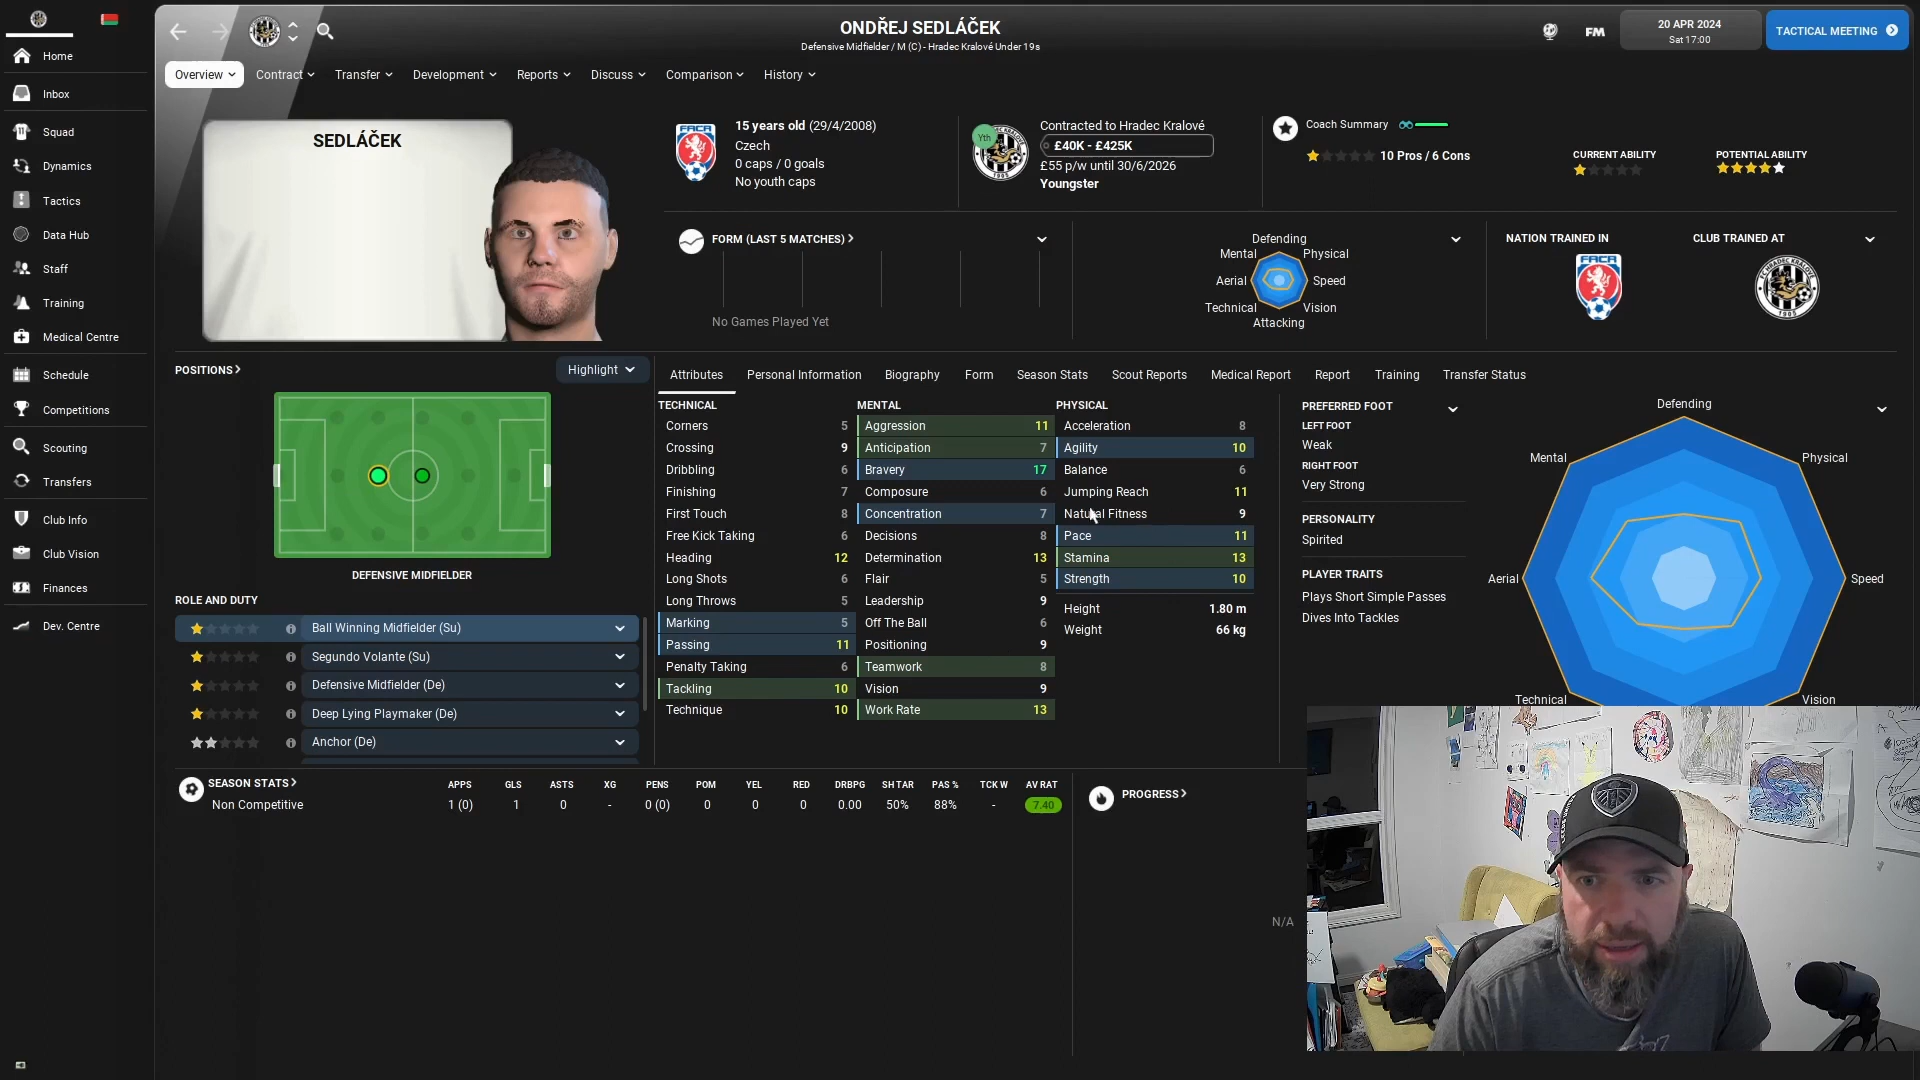 ONDŘEJ SEDLÁČEK
Defensive Midfielder / M (C) - Hradec Kralové Under 19s
FM
20 APR 2024
Sat 17:00
TACTICAL MEETING
Home
Inbox
Squad
Dynamics
Tactics
Data Hub
Staff
Training
Medical Centre
Schedule
Competitions
Scouting
Transfers
Club Info
Club Vision
Finances
Dev. Centre
Overview
Contract
Transfer
Development
Reports
Discuss
Comparison
History
SEDLÁČEK
FACR
15 years old (29/4/2008)
Czech
0 caps / 0 goals
No youth caps
Yth
Contracted to Hradec Kralové
£40K - £425K
£55 p/w until 30/6/2026
Youngster
Coach Summary
10 Pros / 6 Cons
CURRENT ABILITY
POTENTIAL ABILITY
FORM (LAST 5 MATCHES)
No Games Played Yet
Defending
Mental Physical
Aerial Speed
Technical Vision
Attacking
NATION TRAINED IN
CLUB TRAINED AT
POSITIONS
Highlight
DEFENSIVE MIDFIELDER
ROLE AND DUTY
Ball Winning Midfielder (Su)
Segundo Volante (Su)
Defensive Midfielder (De)
Deep Lying Playmaker (De)
Anchor (De)
Attributes
Personal Information
Biography
Form
Season Stats
Scout Reports
Medical Report
Report
Training
Transfer Status
TECHNICAL
Corners 5
Crossing 9
Dribbling 6
Finishing 7
First Touch 8
Free Kick Taking 6
Heading 12
Long Shots 6
Long Throws 5
Marking 5
Passing 11
Penalty Taking 6
Tackling 10
Technique 10
MENTAL
Aggression 11
Anticipation 7
Bravery 17
Composure 6
Concentration 7
Decisions 8
Determination 13
Flair 5
Leadership 9
Off The Ball 6
Positioning 9
Teamwork 8
Vision 9
Work Rate 13
PHYSICAL
Acceleration 8
Agility 10
Balance 6
Jumping Reach 11
Natural Fitness 9
Pace 11
Stamina 13
Strength 10
Height 1.80 m
Weight 66 kg
PREFERRED FOOT
LEFT FOOT
Weak
RIGHT FOOT
Very Strong
PERSONALITY
Spirited
PLAYER TRAITS
Plays Short Simple Passes
Dives Into Tackles
Defending
Mental Physical
Aerial Speed
Technical Vision
SEASON STATS APPS GLS ASTS XG PENS POM YEL RED DRBPG SH TAR PAS % TCK W AV RAT
Non Competitive 1 (0) 1 0 - 0 (0) 0 0 0 0.00 50% 88% - 7.40
PROGRESS
N/A